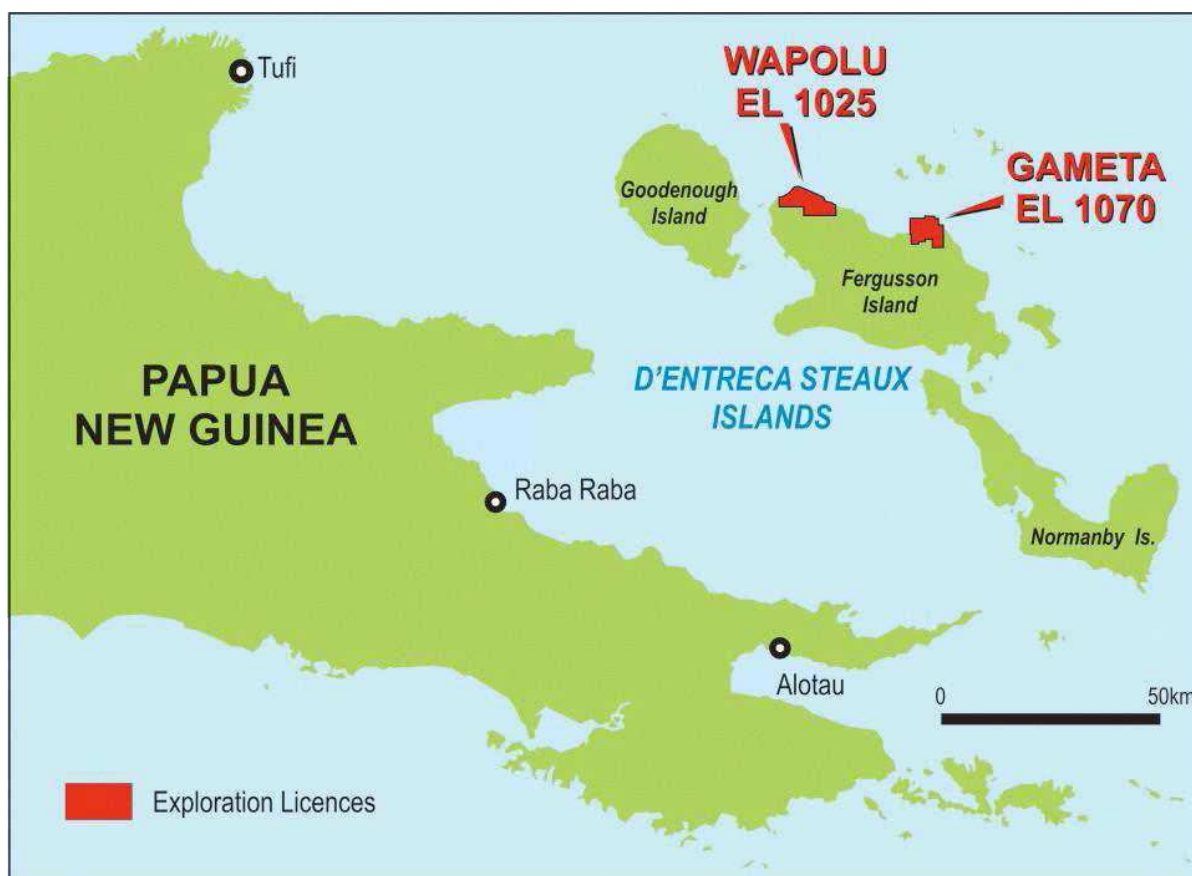 Tufi
WAPOLU
EL 1025
GAMETA
EL 1070
Goodenough
Island
Fergusson
Island
PAPUA
NEW GUINEA
D'ENTRECA STEAUX
ISLANDS
Raba Raba
Normanby Is.
Alotau
0 50km
Exploration Licences